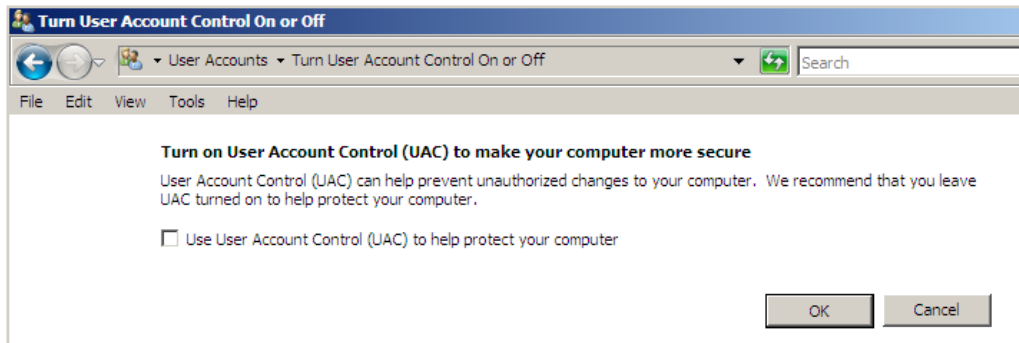 Turn User Account Control On or Off
User Accounts Turn User Account Control On or Off Search
File Edit View Tools Help
Turn on User Account Control (UAC) to make your computer more secure
User Account Control (UAC) can help prevent unauthorized changes to your computer. We recommend that you leave
UAC turned on to help protect your computer.
Use User Account Control (UAC) to help protect your computer
OK Cancel